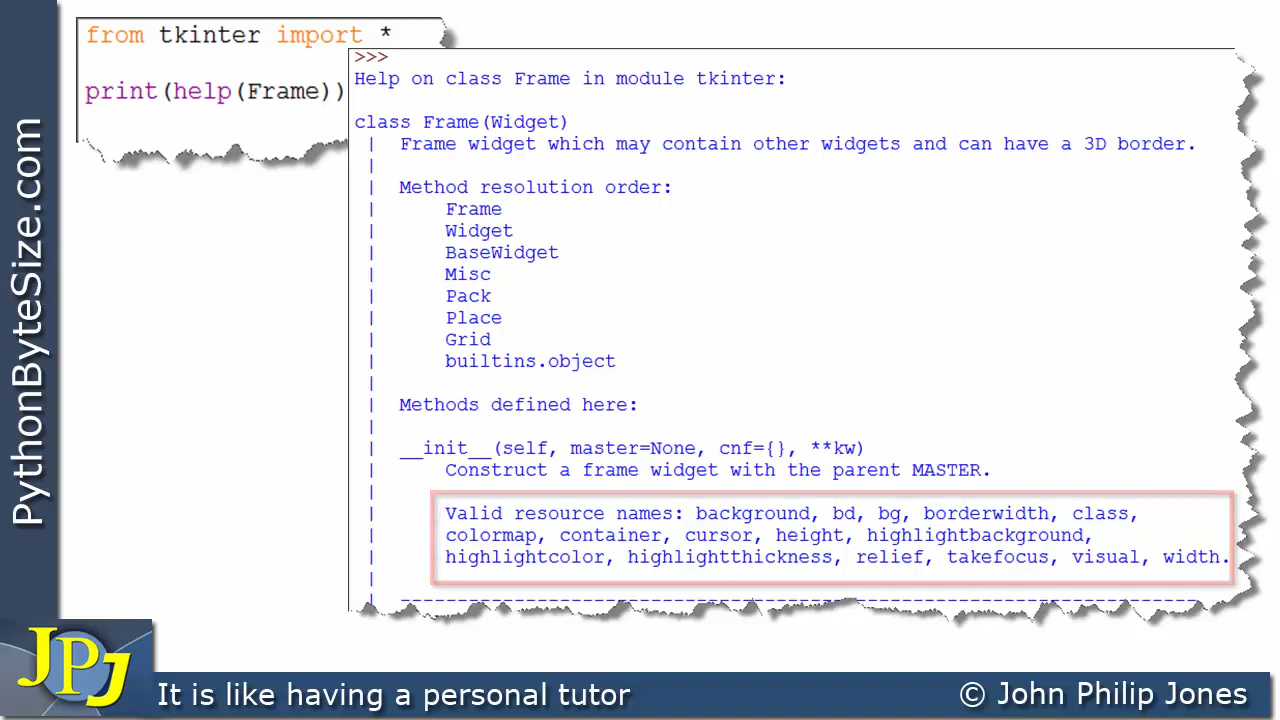 from tkinter import *
print(help(Frame))
>>>
Help on class Frame in module tkinter:
class Frame(Widget)
 |  Frame widget which may contain other widgets and can have a 3D border.
 |
 |  Method resolution order:
 |      Frame
 |      Widget
 |      BaseWidget
 |      Misc
 |      Pack
 |      Place
 |      Grid
 |      builtins.object
 |
 |  Methods defined here:
 |
 |  __init__(self, master=None, cnf={}, **kw)
 |      Construct a frame widget with the parent MASTER.
 |
 |      Valid resource names: background, bd, bg, borderwidth, class,
 |      colormap, container, cursor, height, highlightbackground,
 |      highlightcolor, highlightthickness, relief, takefocus, visual, width.
 |
 |  ----------------------------------------------------------------------
PythonByteSize.com
JPJ
It is like having a personal tutor
© John Philip Jones